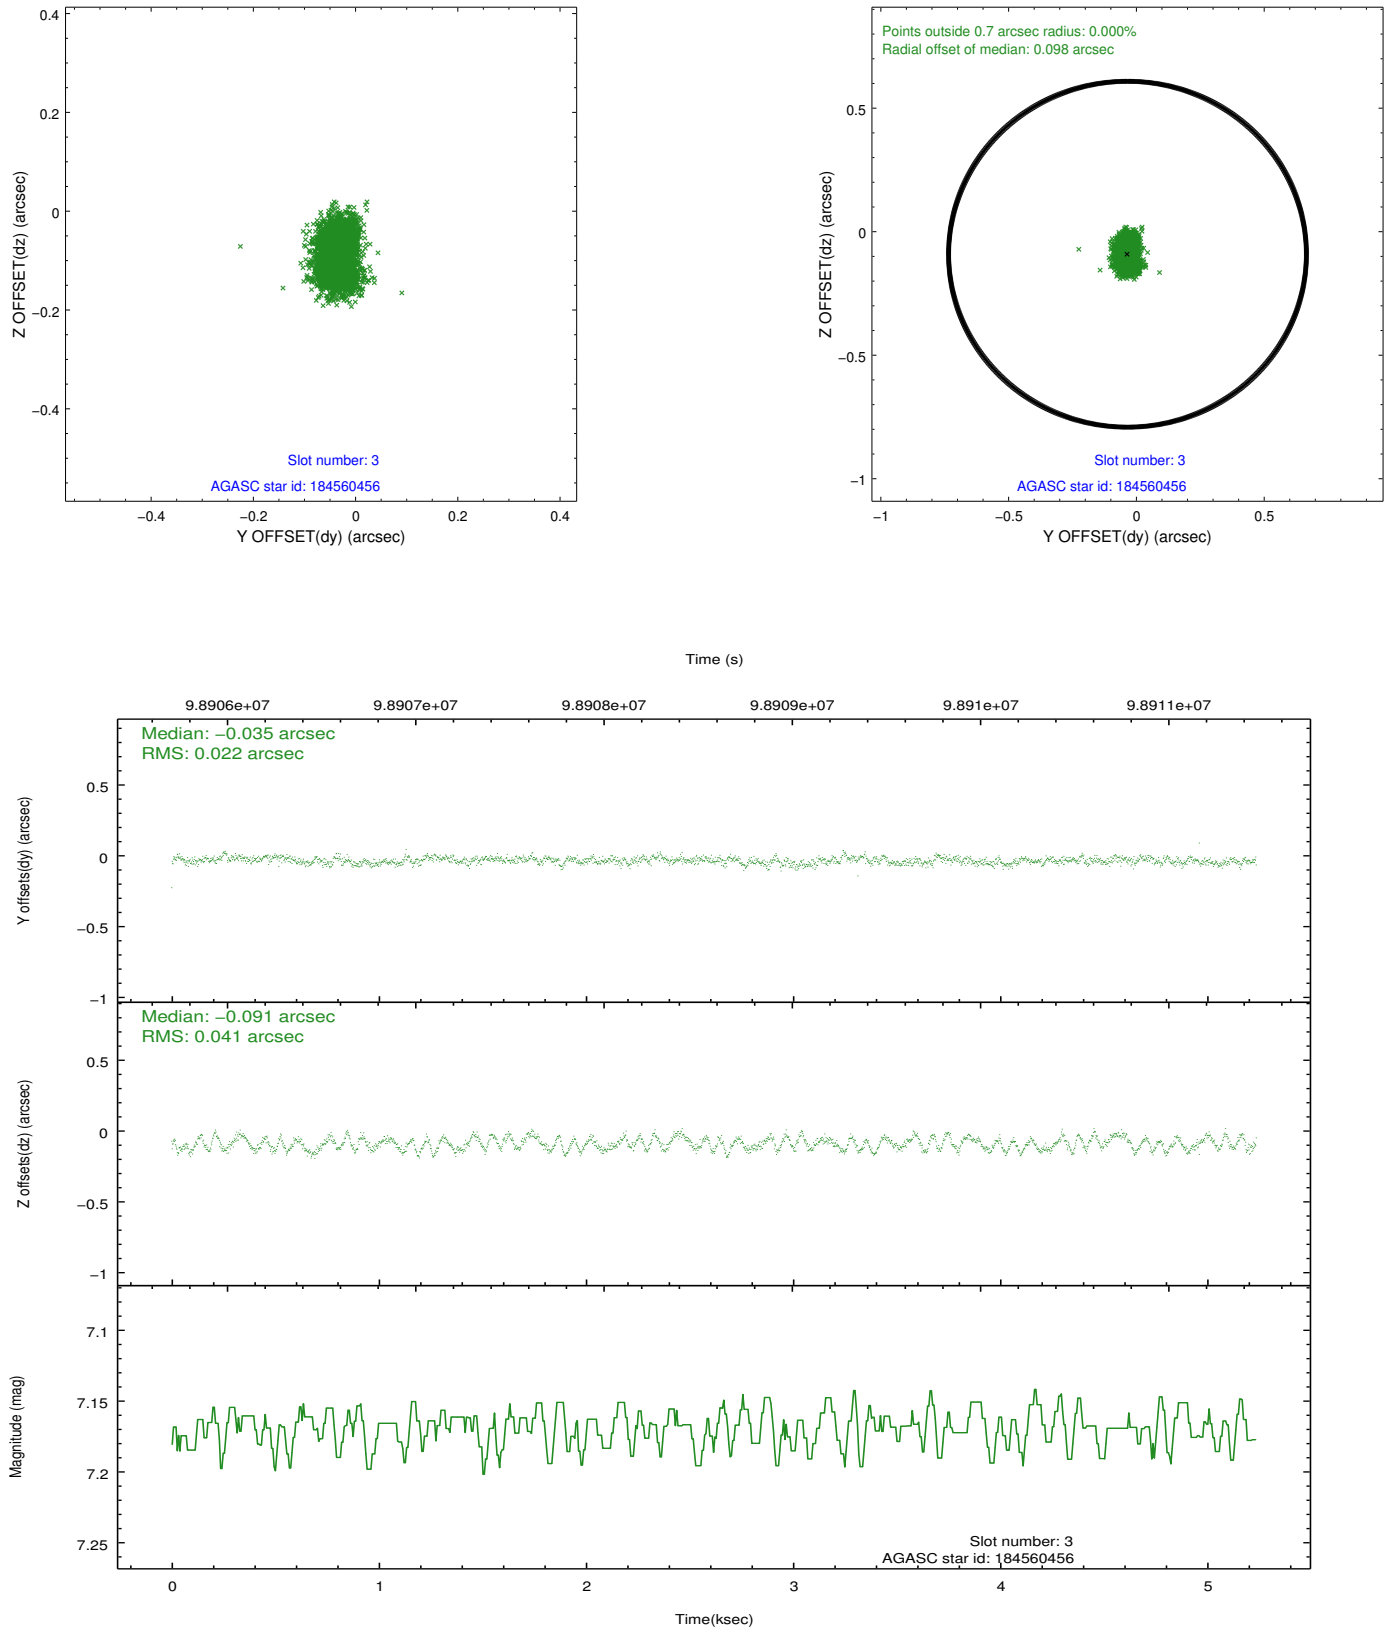 0.4
0.2
0
−0.2
−0.4
Z OFFSET(dz) (arcsec)
Slot number: 3
AGASC star id: 184560456
−0.4 −0.2 0 0.2 0.4
Y OFFSET(dy) (arcsec)
Points outside 0.7 arcsec radius: 0.000%
Radial offset of median: 0.098 arcsec
0.5
0
−0.5
−1
Z OFFSET(dz) (arcsec)
Slot number: 3
AGASC star id: 184560456
−1 −0.5 0 0.5
Y OFFSET(dy) (arcsec)
Time (s)
9.8906e+07 9.8907e+07 9.8908e+07 9.8909e+07 9.891e+07 9.8911e+07
Median: −0.035 arcsec
RMS: 0.022 arcsec
0.5
0
−0.5
−1
Y offsets(dy) (arcsec)
Median: −0.091 arcsec
RMS: 0.041 arcsec
0.5
0
−0.5
−1
Z offsets(dz) (arcsec)
7.1
7.15
7.2
7.25
Magnitude (mag)
Slot number: 3
AGASC star id: 184560456
0 1 2 3 4 5
Time(ksec)